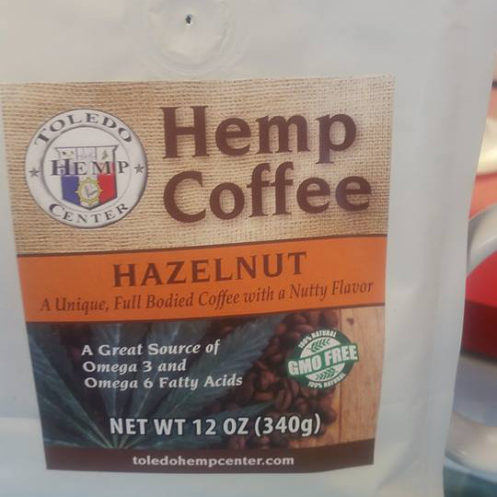 TOLEDO
HEMP
CENTER
Hemp
Coffee
HAZELNUT
A Unique, Full Bodied Coffee with a Nutty Flavor
A Great Source of
Omega 3 and
Omega 6 Fatty Acids
100% NATURAL
GMO FREE
100% NATURAL
NET WT 12 OZ (340g)
toledohempcenter.com